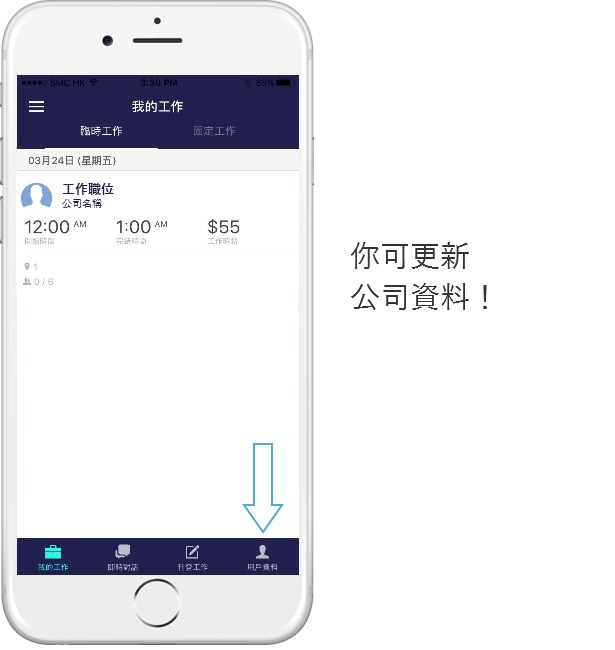 SMC HK 3:30 PM 85%
我的工作
臨時工作 固定工作
03月24日 (星期五)
工作職位
公司名稱
12:00 AM 1:00 AM $55
開始時間 完結時間 工作時薪
1
0 / 6
你可更新
公司資料！
我的工作 即時對話 刊登工作 用戶資料